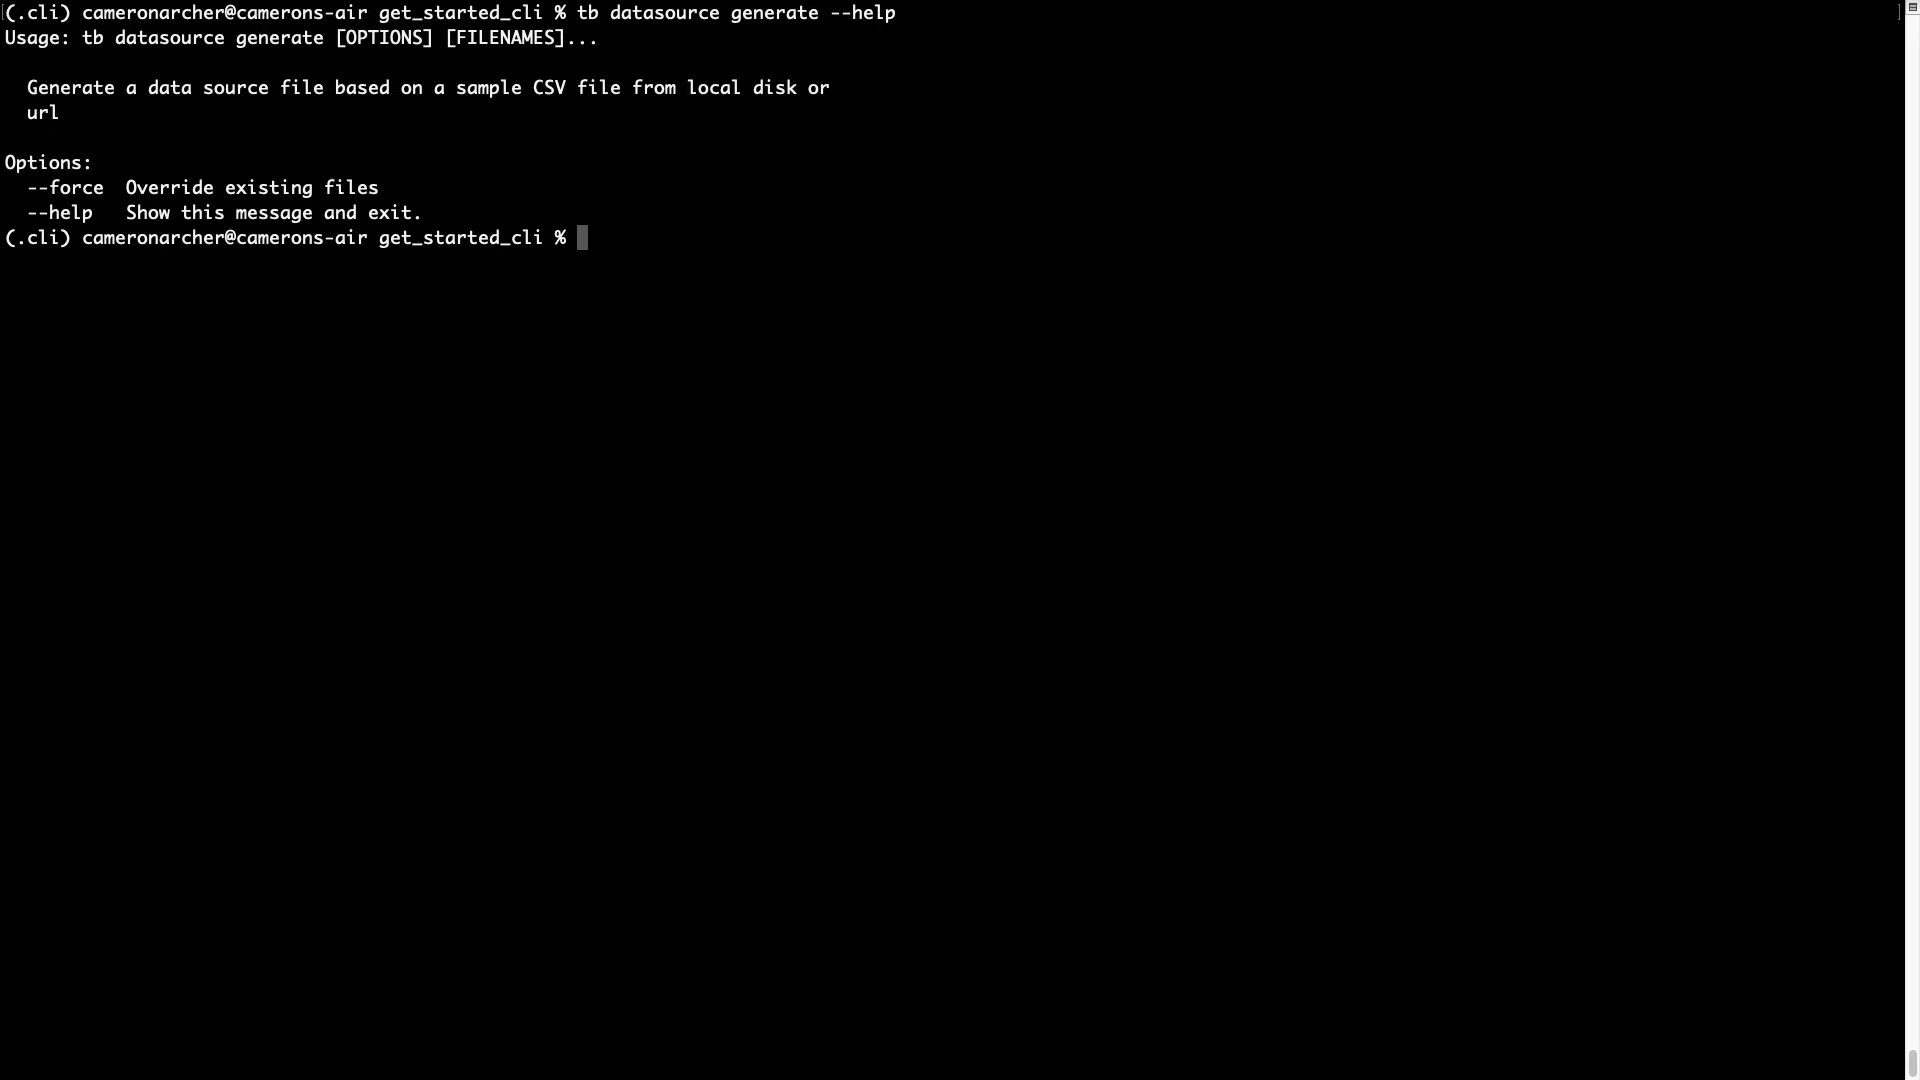 (.cli) cameronarcher@camerons-air get_started_cli % tb datasource generate --help
Usage: tb datasource generate [OPTIONS] [FILENAMES]...
Generate a data source file based on a sample CSV file from local disk or
url
Options:
--force  Override existing files
--help   Show this message and exit.
(.cli) cameronarcher@camerons-air get_started_cli %